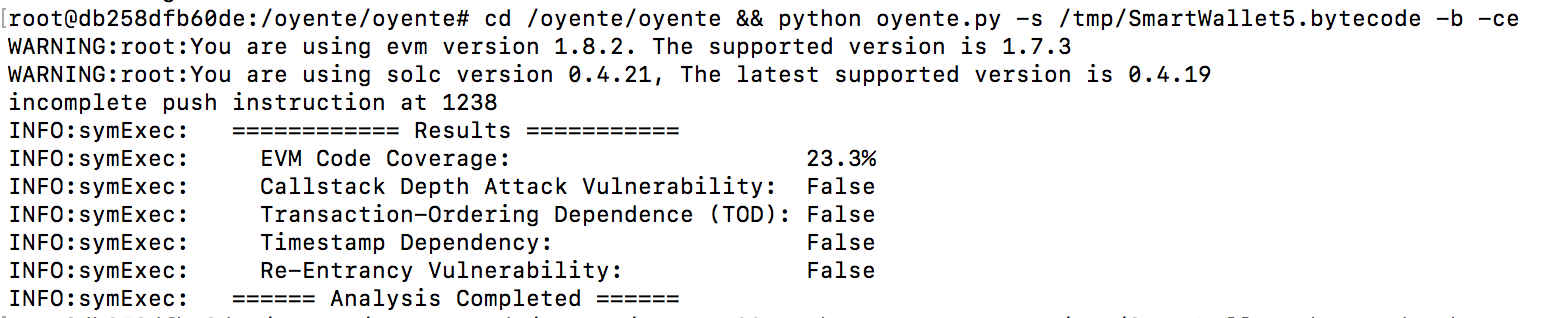 [root@db258dfb60de:/oyente/oyente# cd /oyente/oyente && python oyente.py -s /tmp/SmartWallet5.bytecode -b -ce
WARNING:root:You are using evm version 1.8.2. The supported version is 1.7.3
WARNING:root:You are using solc version 0.4.21, The latest supported version is 0.4.19
incomplete push instruction at 1238
INFO:symExec:   ============ Results ===========
INFO:symExec:     EVM Code Coverage:                     23.3%
INFO:symExec:     Callstack Depth Attack Vulnerability:  False
INFO:symExec:     Transaction-Ordering Dependence (TOD): False
INFO:symExec:     Timestamp Dependency:                  False
INFO:symExec:     Re-Entrancy Vulnerability:             False
INFO:symExec:   ====== Analysis Completed ======